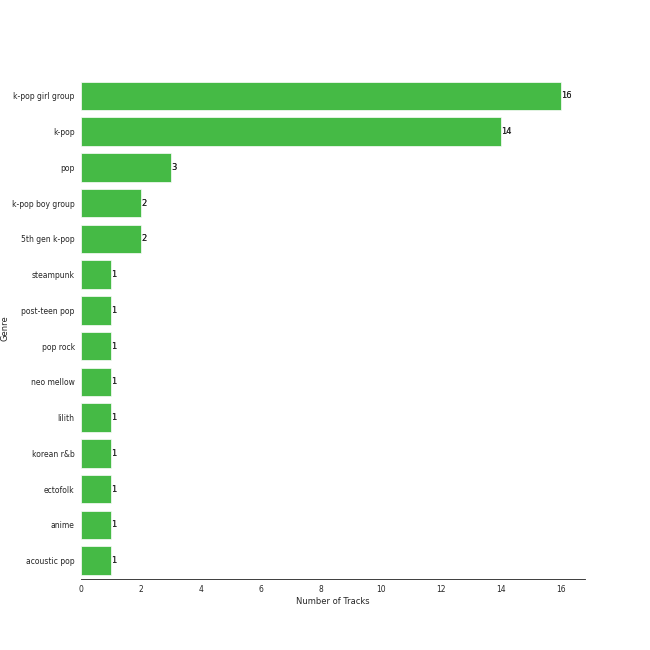 k-pop girl group 16
k-pop 14
pop 3
k-pop boy group 2
5th gen k-pop 2
steampunk 1
post-teen pop 1
pop rock 1
neo mellow 1
lilith 1
korean r&b 1
ectofolk 1
anime 1
acoustic pop 1
Genre
0 2 4 6 8 10 12 14 16
Number of Tracks